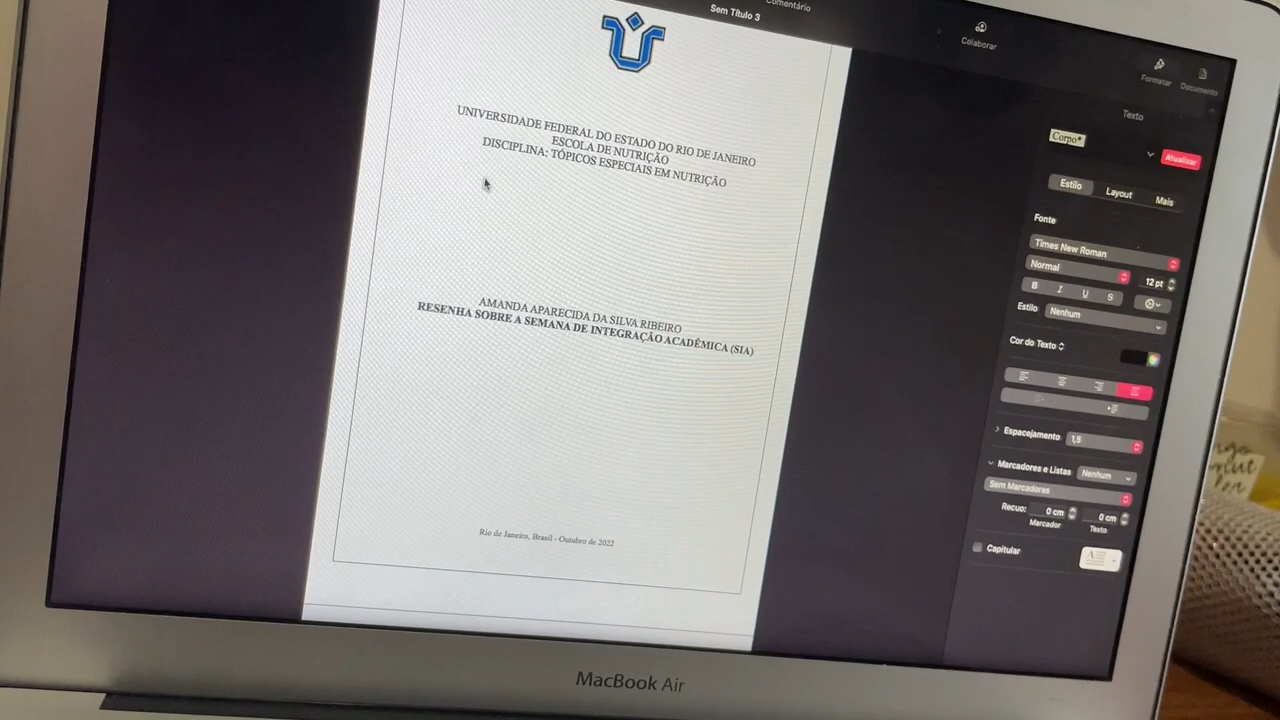 Comentário
Sem Título 3
Colaborar
Formatar
Documento
UNIVERSIDADE FEDERAL DO ESTADO DO RIO DE JANEIRO
ESCOLA DE NUTRIÇÃO
DISCIPLINA: TÓPICOS ESPECIAIS EM NUTRIÇÃO
AMANDA APARECIDA DA SILVA RIBEIRO
RESENHA SOBRE A SEMANA DE INTEGRAÇÃO ACADÊMICA (SIA)
Rio de Janeiro, Brasil - Outubro de 2022
Texto
Corpo*
Atualizar
Estilo Layout Mais
Fonte
Times New Roman
Normal 12 pt
B I U S
Estilo Nenhum
Cor do Texto
Espacejamento 1,5
Marcadores e Listas Nenhum
Sem Marcadores
Recuo: 0 cm 0 cm
Marcador Texto
Capitular
MacBook Air